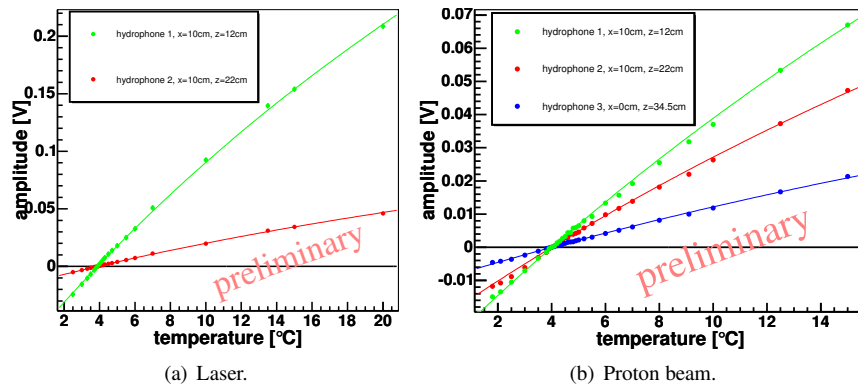 hydrophone 1, x=10cm, z=12cm
hydrophone 2, x=10cm, z=22cm
amplitude [V]
0.2
0.15
0.1
0.05
0
2 4 6 8 10 12 14 16 18 20
temperature [°C]
preliminary
(a) Laser.
hydrophone 1, x=10cm, z=12cm
hydrophone 2, x=10cm, z=22cm
hydrophone 3, x=0cm, z=34.5cm
amplitude [V]
0.07
0.06
0.05
0.04
0.03
0.02
0.01
0
-0.01
2 4 6 8 10 12 14
temperature [°C]
preliminary
(b) Proton beam.